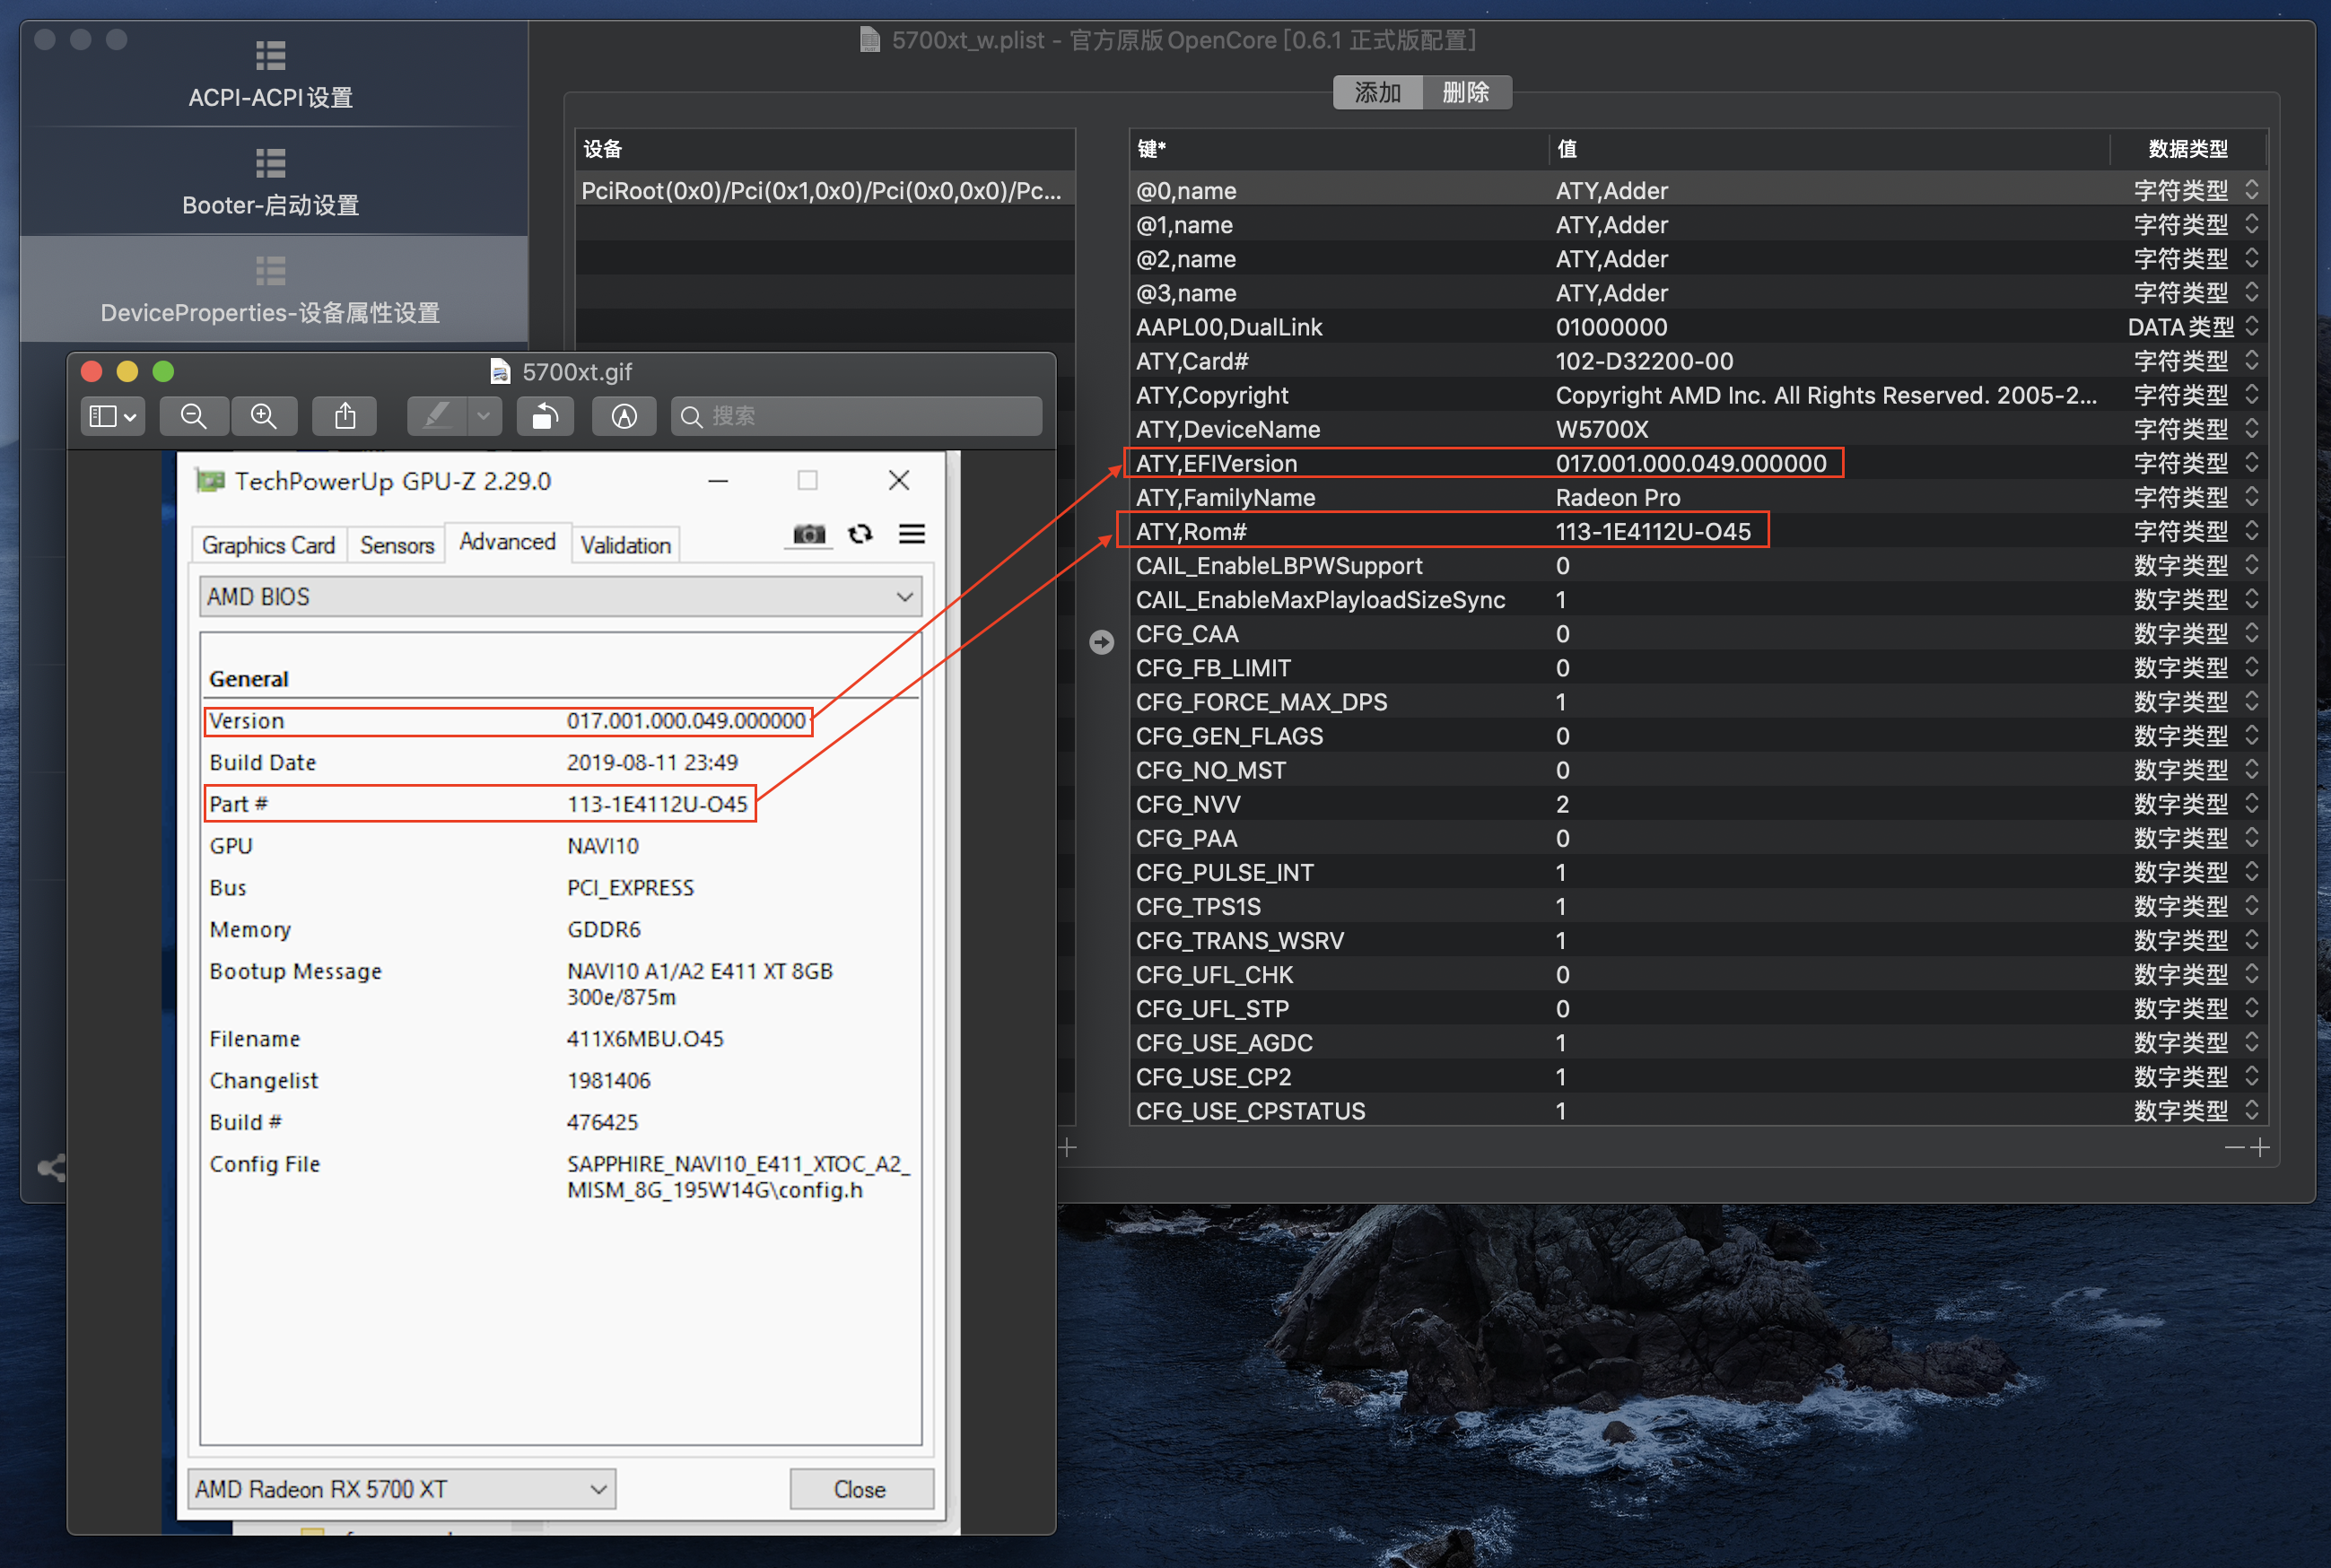 5700xt_w.plist - 官方原版OpenCore [0.6.1 正式版配置]
ACPI-ACPI设置
Booter-启动设置
DeviceProperties-设备属性设置
添加 删除
设备
PciRoot(0x0)/Pci(0x1,0x0)/Pci(0x0,0x0)/Pc...
键* 值 数据类型
@0,name ATY,Adder 字符类型
@1,name ATY,Adder 字符类型
@2,name ATY,Adder 字符类型
@3,name ATY,Adder 字符类型
AAPL00,DualLink 01000000 DATA类型
ATY,Card# 102-D32200-00 字符类型
ATY,Copyright Copyright AMD Inc. All Rights Reserved. 2005-2... 字符类型
ATY,DeviceName W5700X 字符类型
ATY,EFIVersion 017.001.000.049.000000 字符类型
ATY,FamilyName Radeon Pro 字符类型
ATY,Rom# 113-1E4112U-O45 字符类型
CAIL_EnableLBPWSupport 0 数字类型
CAIL_EnableMaxPlayloadSizeSync 1 数字类型
CFG_CAA 0 数字类型
CFG_FB_LIMIT 0 数字类型
CFG_FORCE_MAX_DPS 1 数字类型
CFG_GEN_FLAGS 0 数字类型
CFG_NO_MST 0 数字类型
CFG_NVV 2 数字类型
CFG_PAA 0 数字类型
CFG_PULSE_INT 1 数字类型
CFG_TPS1S 1 数字类型
CFG_TRANS_WSRV 1 数字类型
CFG_UFL_CHK 0 数字类型
CFG_UFL_STP 0 数字类型
CFG_USE_AGDC 1 数字类型
CFG_USE_CP2 1 数字类型
CFG_USE_CPSTATUS 1 数字类型
5700xt.gif
搜索
TechPowerUp GPU-Z 2.29.0
Graphics Card Sensors Advanced Validation
AMD BIOS
General
Version 017.001.000.049.000000
Build Date 2019-08-11 23:49
Part # 113-1E4112U-O45
GPU NAVI10
Bus PCI_EXPRESS
Memory GDDR6
Bootup Message NAVI10 A1/A2 E411 XT 8GB
300e/875m
Filename 411X6MBU.O45
Changelist 1981406
Build # 476425
Config File SAPPHIRE_NAVI10_E411_XTOC_A2_
MISM_8G_195W14G\config.h
AMD Radeon RX 5700 XT Close